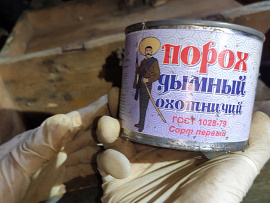 порох
дымный
охотничий
ГОСТ 1028-79
Сорт первый